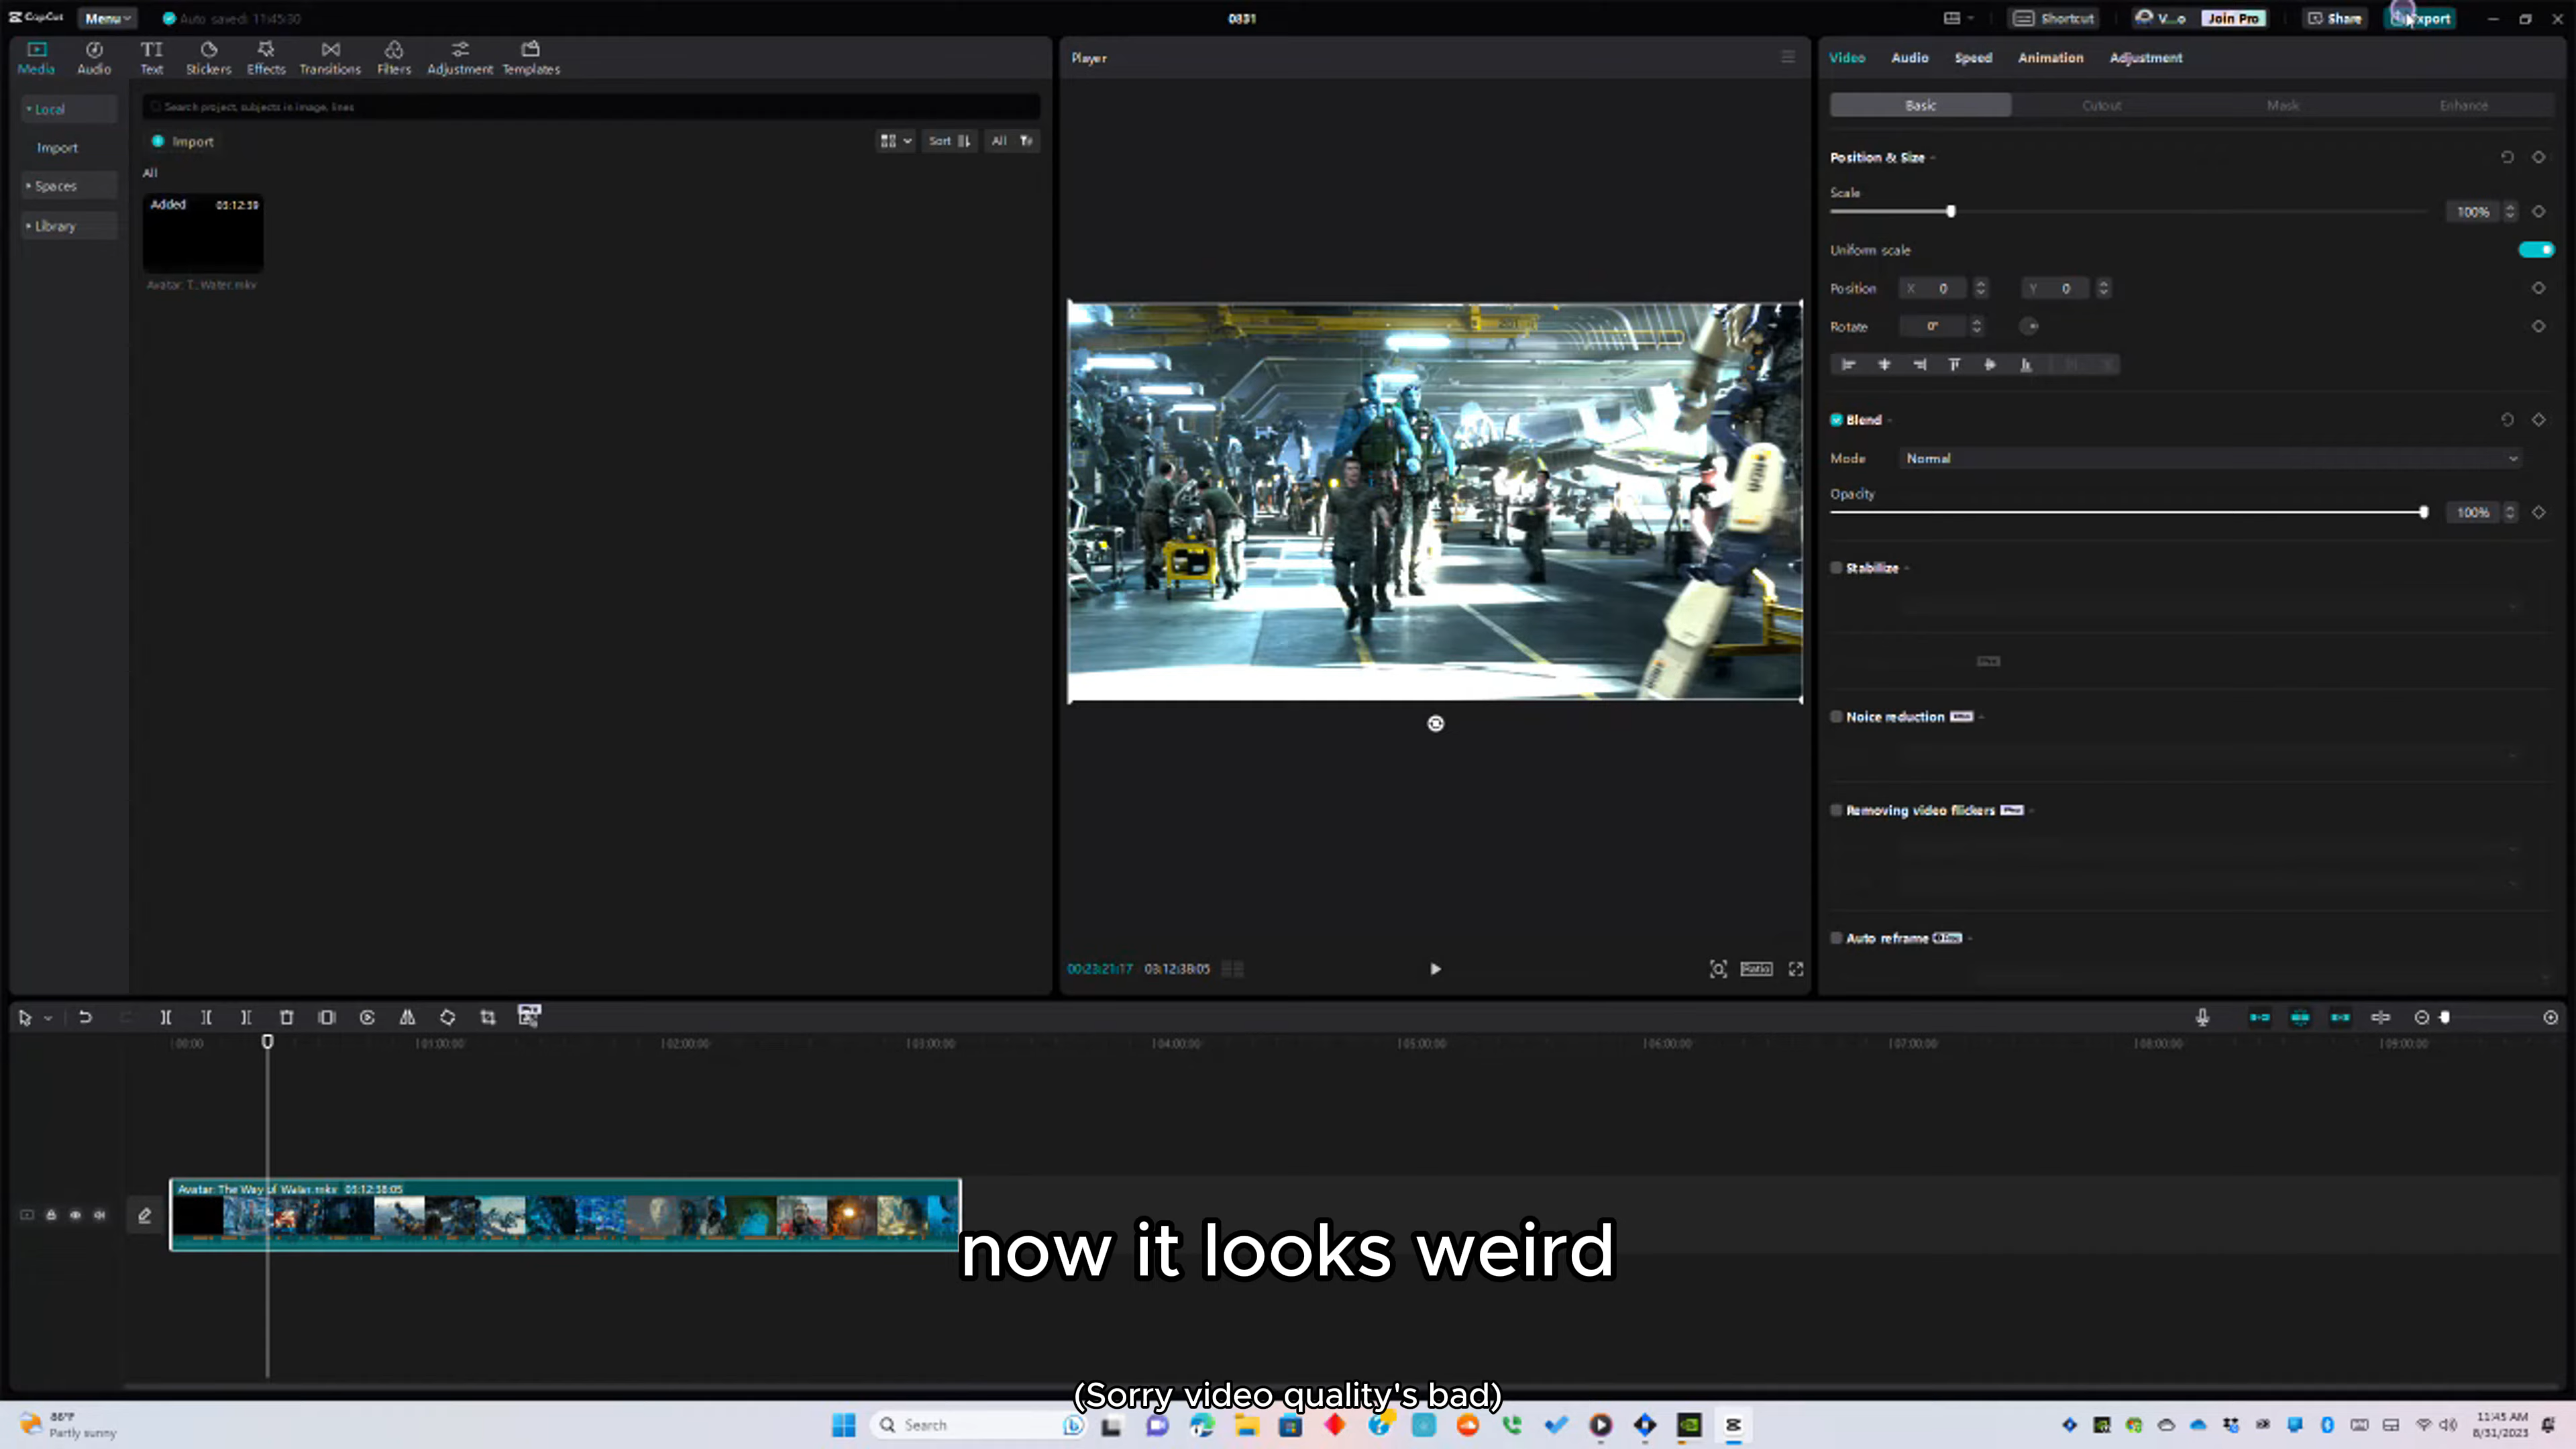 CapCut Menu Auto saved: 11:45:30 0831 Shortcut V...o Join Pro Share Export
Media Audio Text Stickers Effects Transitions Filters Adjustment Templates
Player
Video Audio Speed Animation Adjustment
Local
Import
Spaces
Library
Search project, subjects in image, lines
Import Sort All
All
Added 03:12:39
Avatar: T...Water.mkv
Basic Cutout Mask Enhance
Position & Size
Scale
100%
Uniform scale
Position X 0 Y 0
Rotate 0°
Blend
Mode Normal
Opacity
100%
Stabilize
Noice reduction
Removing video flickers
Auto reframe
00:23:21:17 03:12:38:05 Ratio
00:00 01:00:00 02:00:00 03:00:00 04:00:00 05:00:00 06:00:00 07:00:00 08:00:00 09:00:00
Avatar: The Way of Water.mkv 03:12:38:05
now it looks weird
(Sorry video quality's bad)
86°F
Partly sunny
Search
11:45 AM
8/31/2023